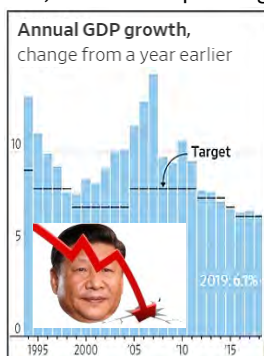 Annual GDP growth,
change from a year earlier
10
Target
5
2019: 6.1%
0
1995 2000 '05 '10 '15